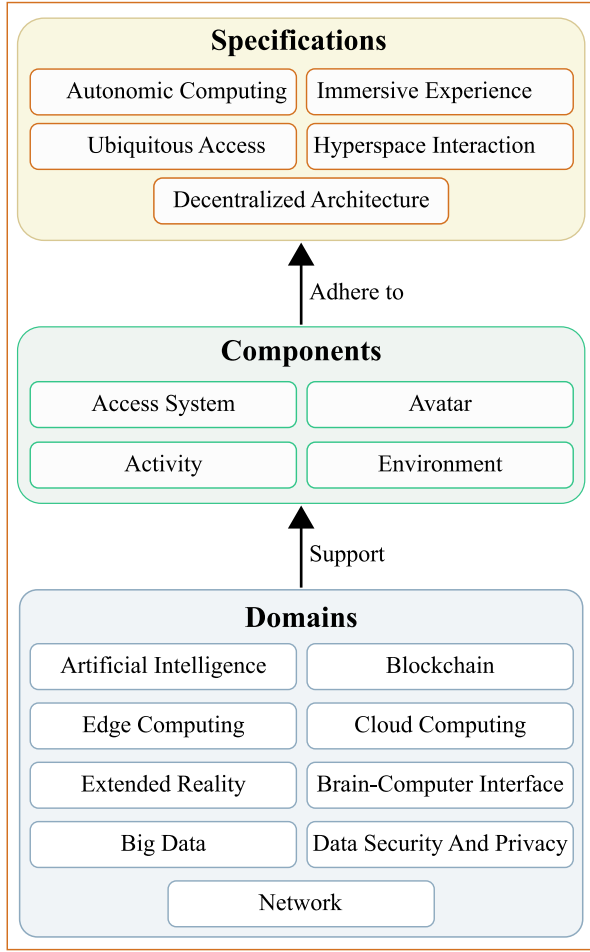 Specifications
Autonomic Computing
Immersive Experience
Ubiquitous Access
Hyperspace Interaction
Decentralized Architecture
Adhere to
Components
Access System
Avatar
Activity
Environment
Support
Domains
Artificial Intelligence
Blockchain
Edge Computing
Cloud Computing
Extended Reality
Brain-Computer Interface
Big Data
Data Security And Privacy
Network